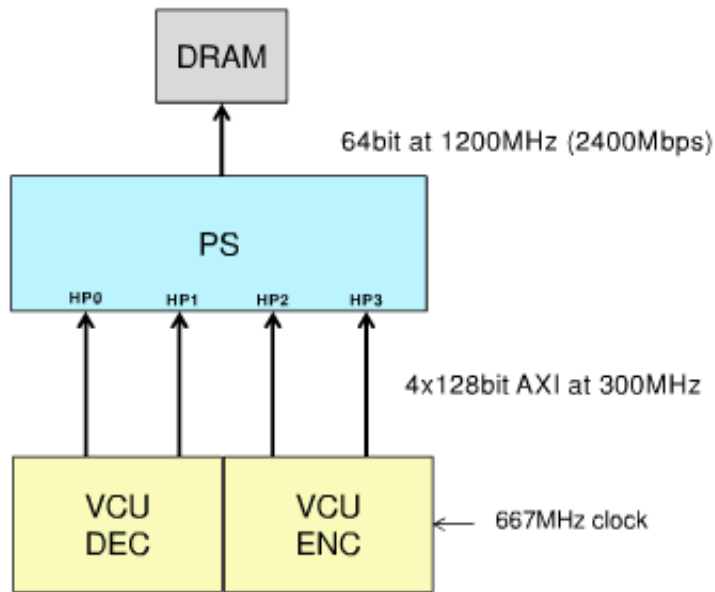 DRAM
64bit at 1200MHz (2400Mbps)
PS
HP0 HP1 HP2 HP3
4x128bit AXI at 300MHz
VCU
DEC
VCU
ENC
667MHz clock